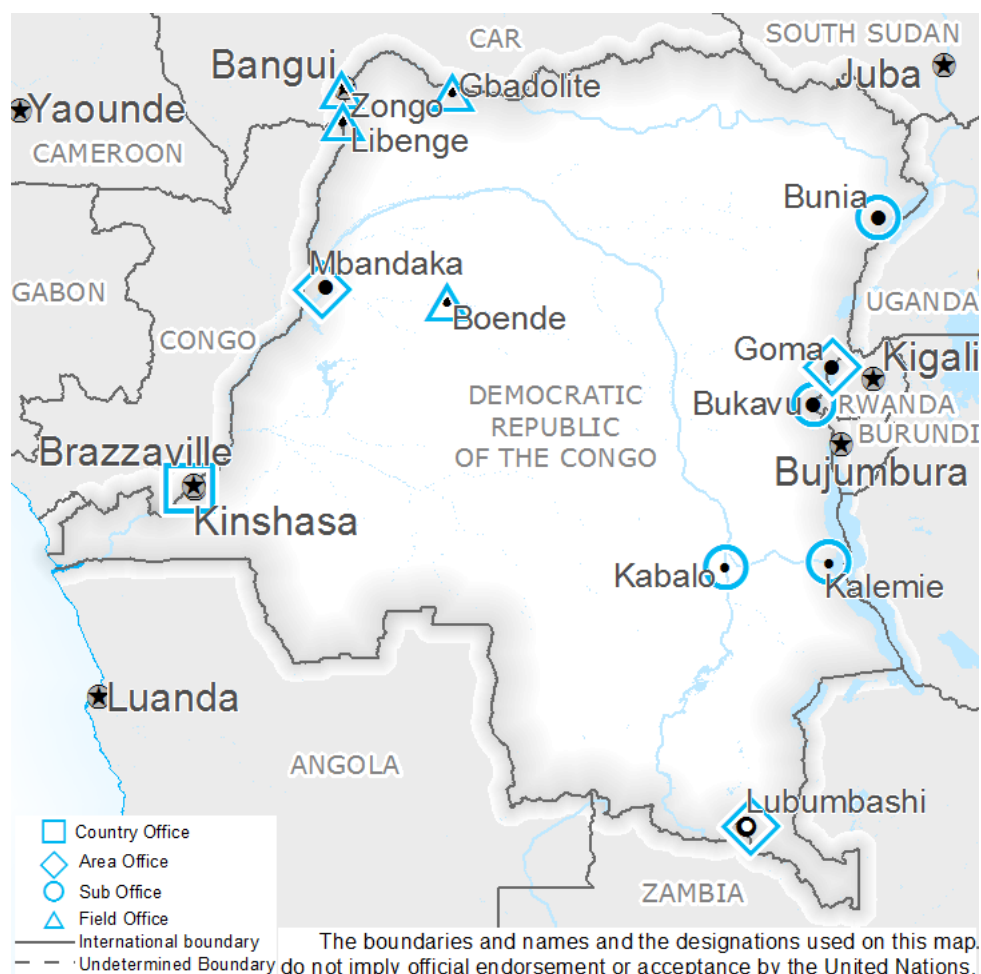 CAR
SOUTH SUDAN
Bangui
Juba
Gbadolite
Yaounde
Zongo
Libenge
CAMEROON
Bunia
Mbandaka
GABON
UGANDA
Boende
CONGO
Goma
Kigali
DEMOCRATIC
REPUBLIC
OF THE CONGO
Bukavu
RWANDA
BURUNDI
Brazzaville
Bujumbura
Kinshasa
Kabalo
Kalemie
Luanda
ANGOLA
Lubumbashi
ZAMBIA
Country Office
Area Office
Sub Office
Field Office
International boundary
Undetermined Boundary
The boundaries and names and the designations used on this map.
do not imply official endorsement or acceptance by the United Nations.